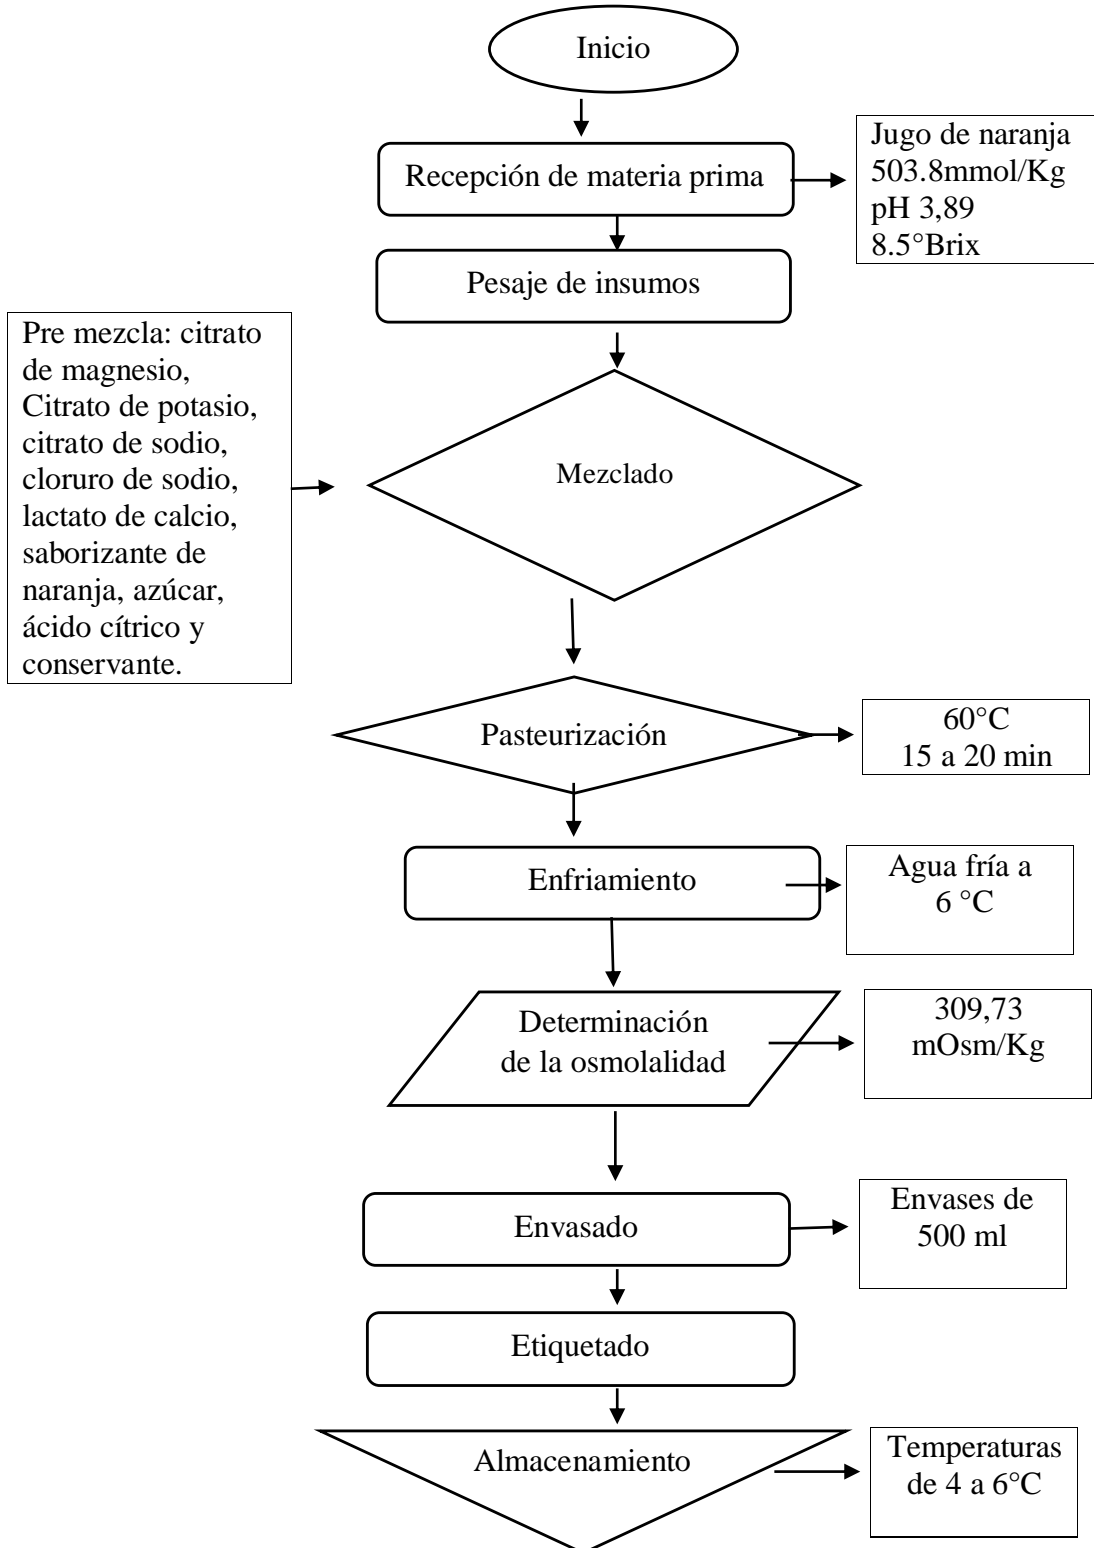 Inicio
Recepción de materia prima
Jugo de naranja
503.8mmol/Kg
pH 3,89
8.5°Brix
Pesaje de insumos
Pre mezcla: citrato
de magnesio,
Citrato de potasio,
citrato de sodio,
cloruro de sodio,
lactato de calcio,
saborizante de
naranja, azúcar,
ácido cítrico y
conservante.
Mezclado
Pasteurización
60°C
15 a 20 min
Enfriamiento
Agua fría a
6 °C
Determinación
de la osmolalidad
309,73
mOsm/Kg
Envasado
Envases de
500 ml
Etiquetado
Almacenamiento
Temperaturas
de 4 a 6°C